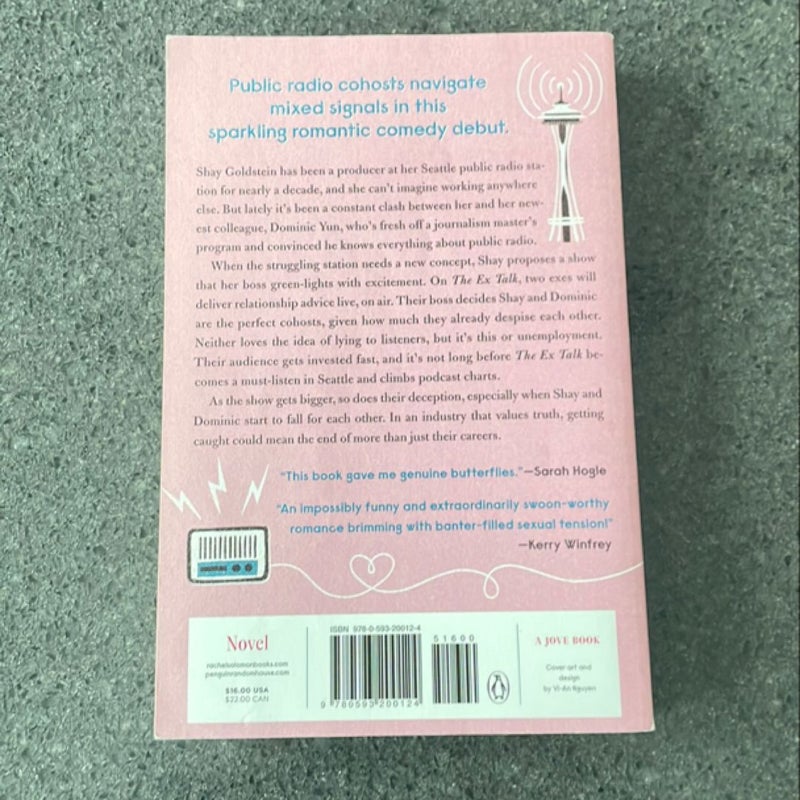 Public radio cohosts navigate
mixed signals in this
sparkling romantic comedy debut.
Shay Goldstein has been a producer at her Seattle public radio sta-
tion for nearly a decade, and she can't imagine working anywhere
else. But lately it's been a constant clash between her and her new-
est colleague, Dominic Yun, who's fresh off a journalism master's
program and convinced he knows everything about public radio.
When the struggling station needs a new concept, Shay proposes a show
that her boss green-lights with excitement. On The Ex Talk, two exes will
deliver relationship advice live, on air. Their boss decides Shay and Dominic
are the perfect cohosts, given how much they already despise each other.
Neither loves the idea of lying to listeners, but it's this or unemployment.
Their audience gets invested fast, and it's not long before The Ex Talk be-
comes a must-listen in Seattle and climbs podcast charts.
As the show gets bigger, so does their deception, especially when Shay and
Dominic start to fall for each other. In an industry that values truth, getting
caught could mean the end of more than just their careers.
"This book gave me genuine butterflies."—Sarah Hogle
"An impossibly funny and extraordinarily swoon-worthy
romance brimming with banter-filled sexual tension!"
—Kerry Winfrey
Novel
rachelsolomonbooks.com
penguinrandomhouse.com
$16.00 USA
$22.00 CAN
ISBN 978-0-593-20012-4
51600
9 780593 200124
A JOVE BOOK
Cover art and
design
by Vi-An Nguyen